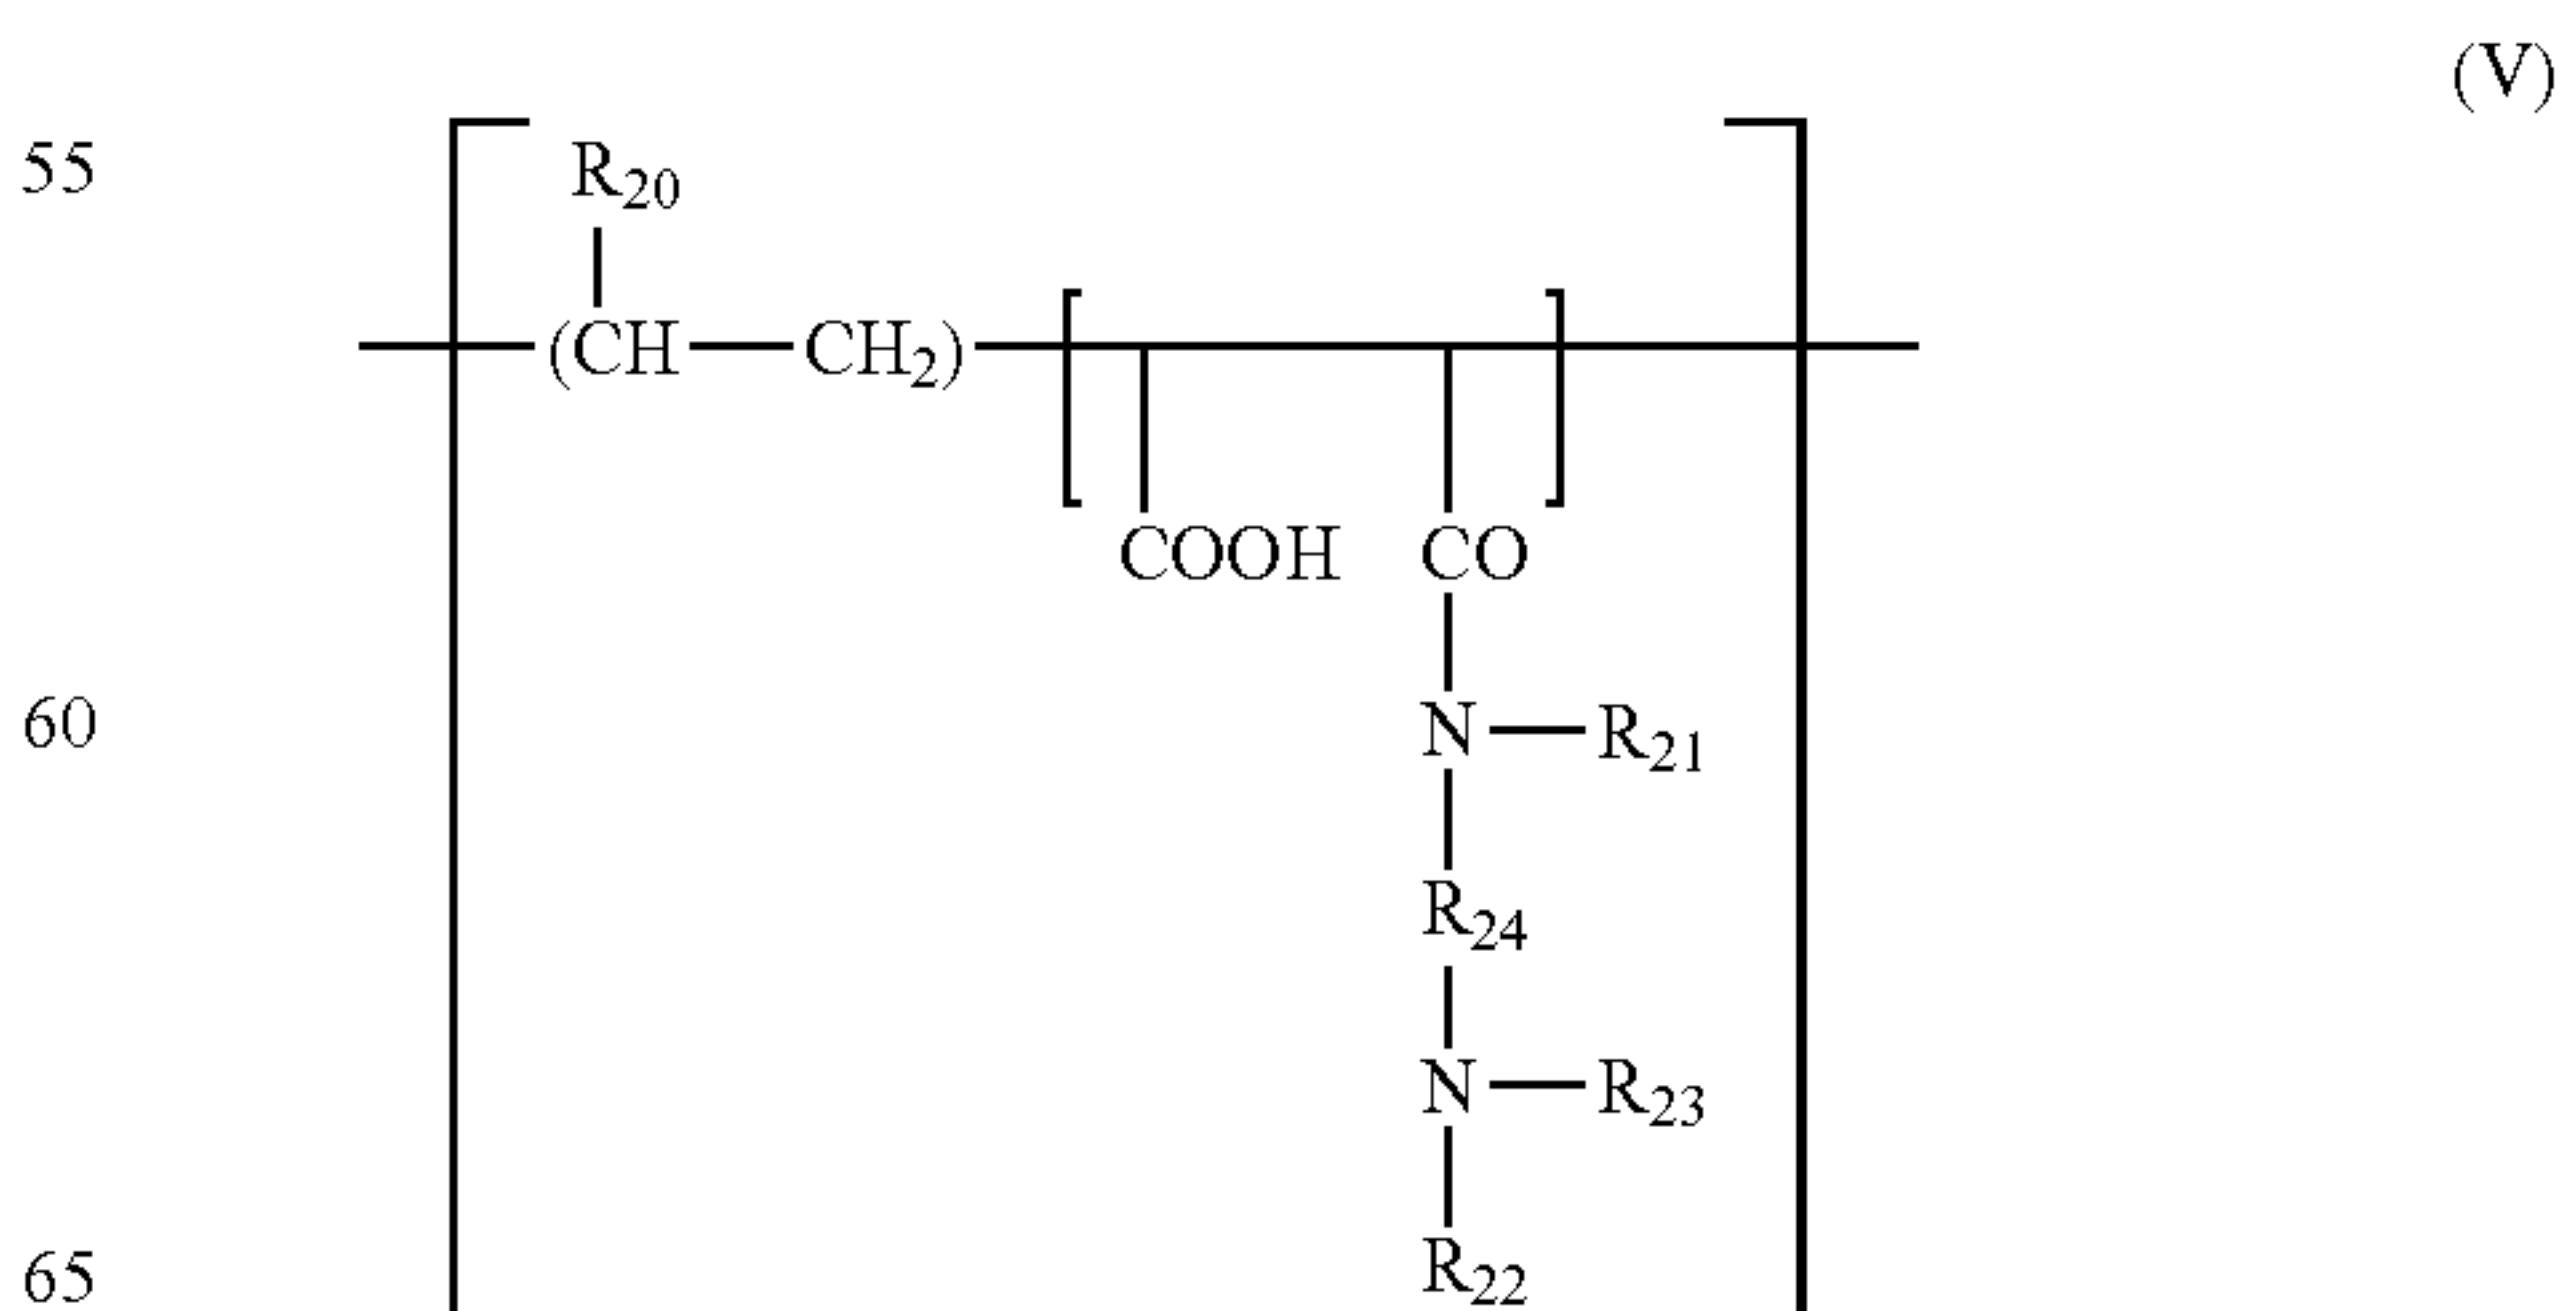 (V)
55
R20
(CH—CH2)
COOH CO
60
N—R21
R24
N—R23
65
R22